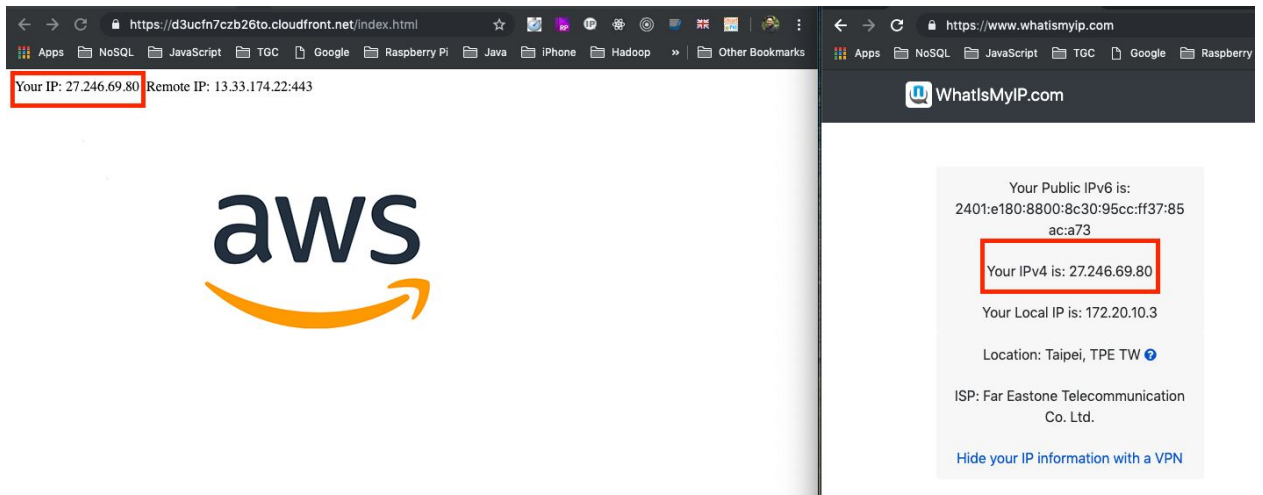 https://d3ucfn7czb26to.cloudfront.net/index.html
Apps NoSQL JavaScript TGC Google Raspberry Pi Java iPhone Hadoop » Other Bookmarks
Your IP: 27.246.69.80 Remote IP: 13.33.174.22:443
aws
https://www.whatismyip.com
Apps NoSQL JavaScript TGC Google Raspberry
WhatIsMyIP.com
Your Public IPv6 is:
2401:e180:8800:8c30:95cc:ff37:85
ac:a73
Your IPv4 is: 27.246.69.80
Your Local IP is: 172.20.10.3
Location: Taipei, TPE TW ?
ISP: Far Eastone Telecommunication
Co. Ltd.
Hide your IP information with a VPN